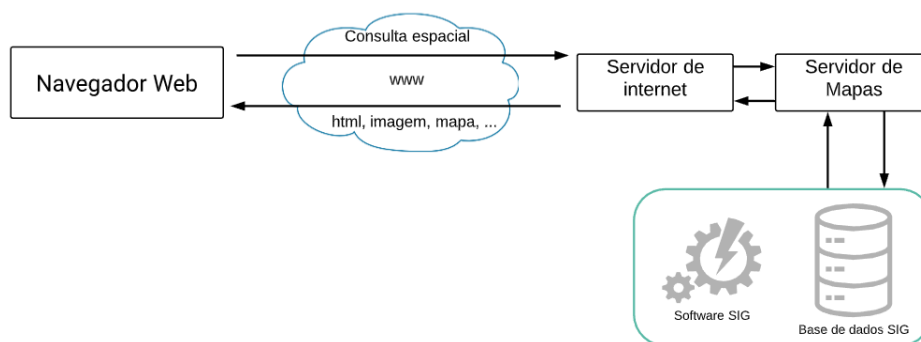 Consulta espacial
Navegador Web
www
html, imagem, mapa, ...
Servidor de
internet
Servidor de
Mapas
Software SIG
Base de dados SIG